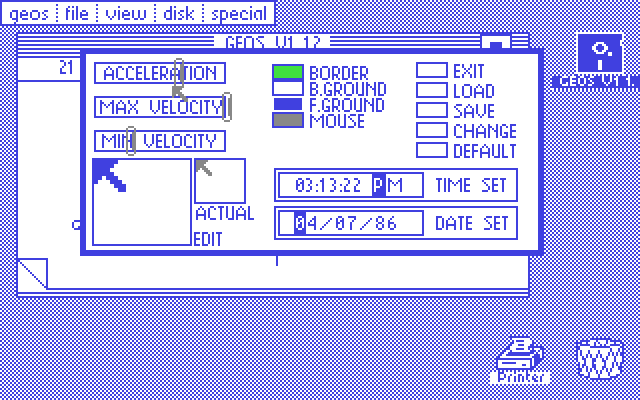 geos file view disk special
GEOS V1.1?
21
ACCELERATION
MAX VELOCITY
MIN VELOCITY
ACTUAL
EDIT
BORDER
B.GROUND
F.GROUND
MOUSE
EXIT
LOAD
SAVE
CHANGE
DEFAULT
03:13:22 PM TIME SET
04/07/86 DATE SET
GEOS V1.1
Printer